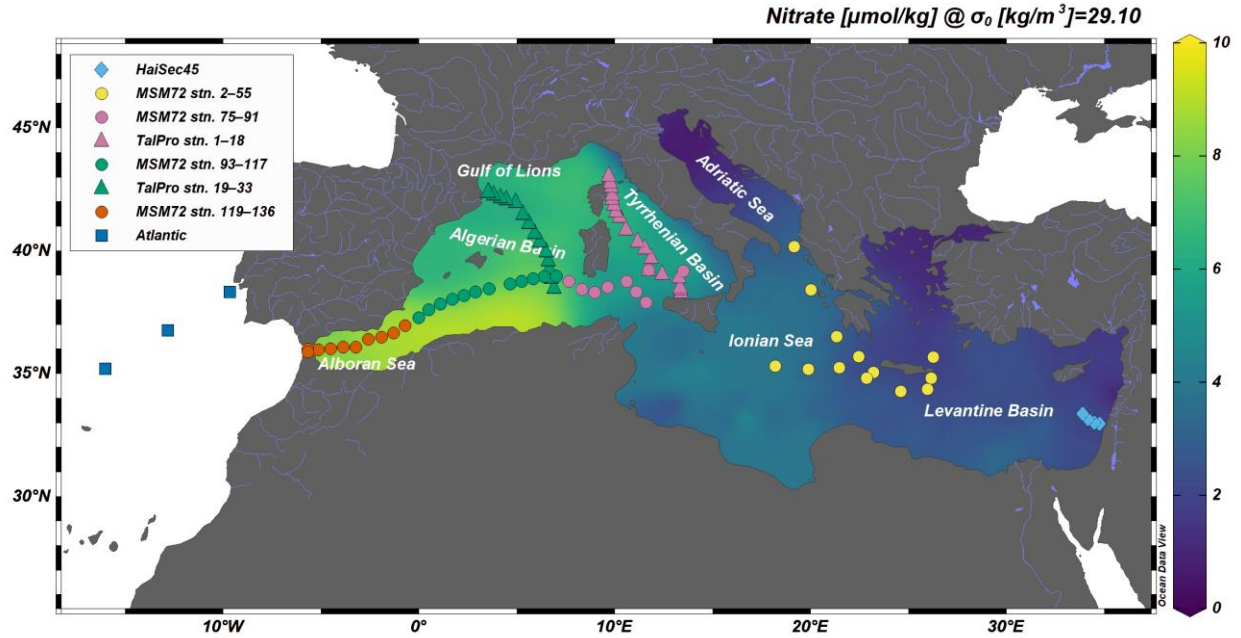 Nitrate [μmol/kg] @ σ₀ [kg/m³]=29.10
HaiSec45
MSM72 stn. 2–55
MSM72 stn. 75–91
TalPro stn. 1–18
MSM72 stn. 93–117
TalPro stn. 19–33
MSM72 stn. 119–136
Atlantic
45°N
40°N
35°N
30°N
Gulf of Lions
Adriatic Sea
Tyrrhenian Basin
Algerian Basin
Ionian Sea
Alboran Sea
Levantine Basin
10°W
0°
10°E
20°E
30°E
Ocean Data View
10
8
6
4
2
0